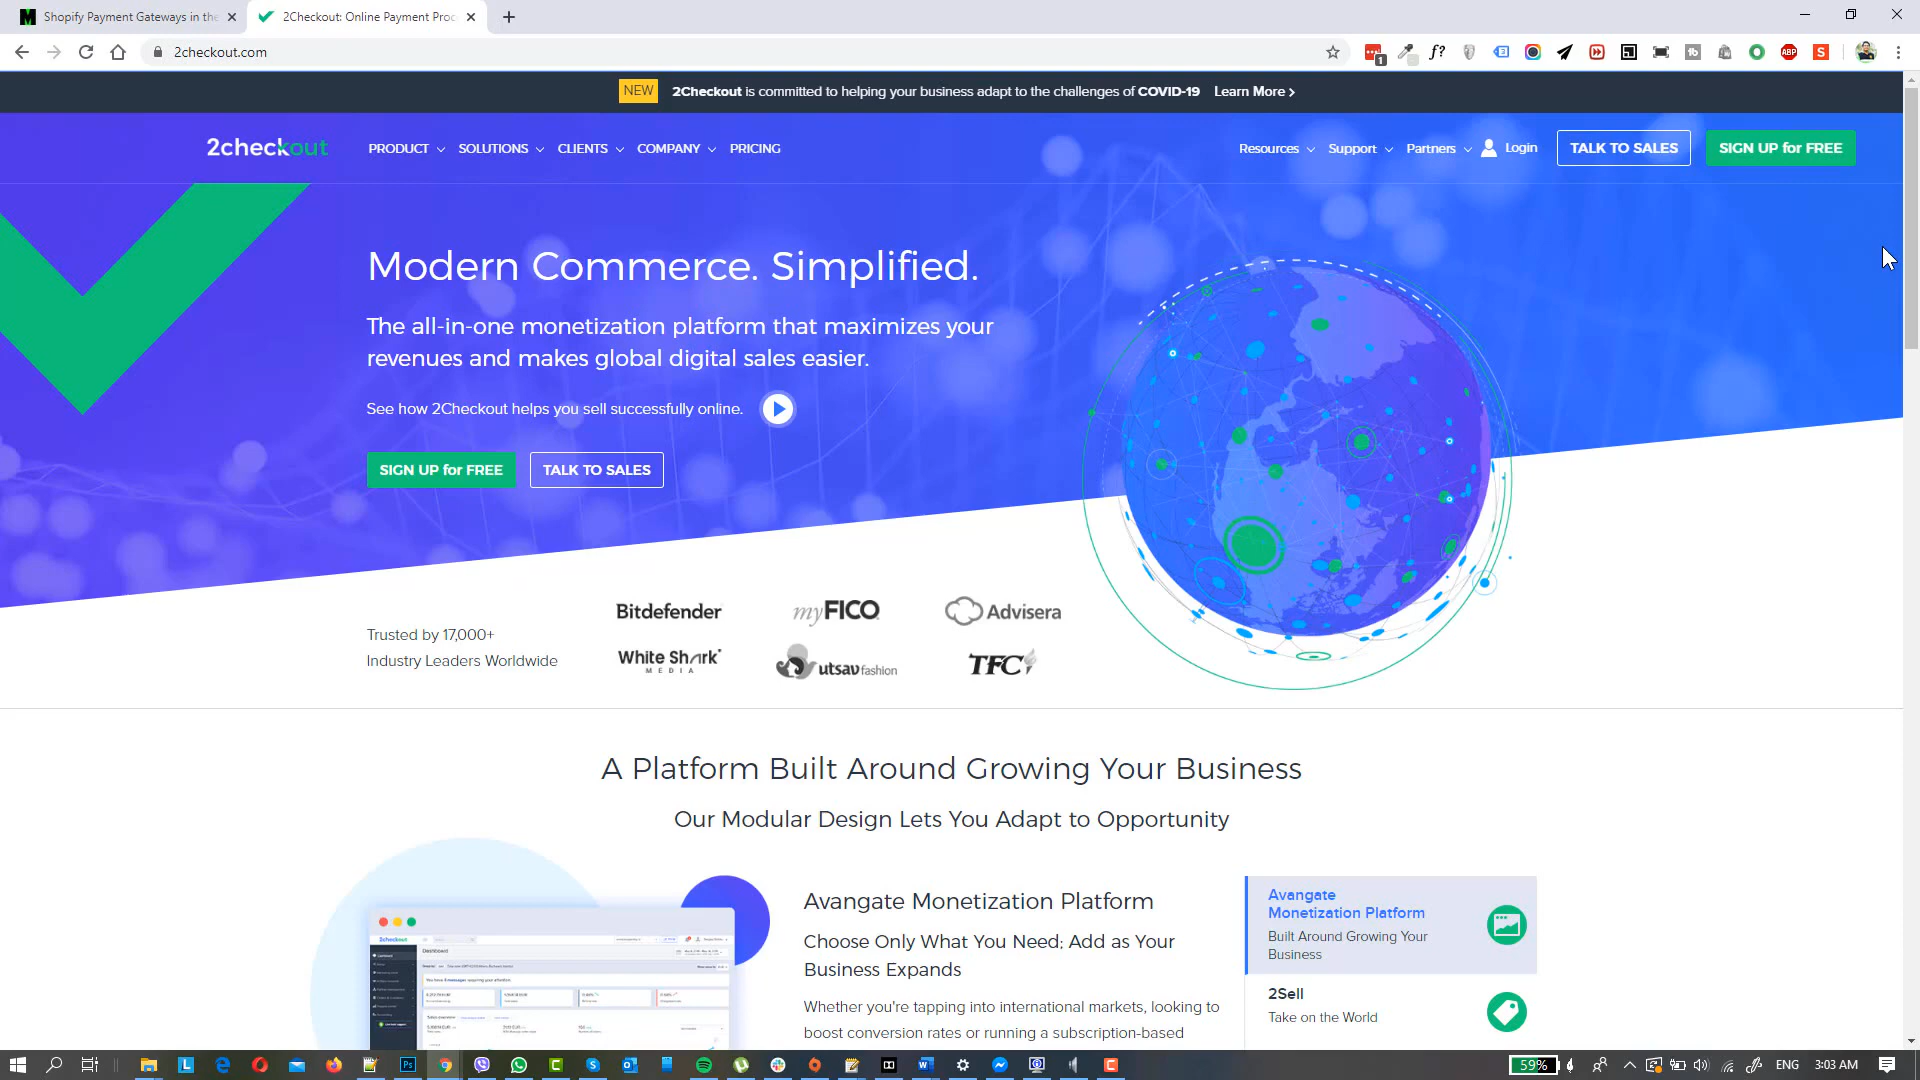 Shopify Payment Gateways in the
2Checkout: Online Payment Proc
2checkout.com
NEW 2Checkout is committed to helping your business adapt to the challenges of COVID-19 Learn More >
2checkout PRODUCT SOLUTIONS CLIENTS COMPANY PRICING Resources Support Partners Login TALK TO SALES SIGN UP for FREE
Modern Commerce. Simplified.
The all-in-one monetization platform that maximizes your
revenues and makes global digital sales easier.
See how 2Checkout helps you sell successfully online.
SIGN UP for FREE TALK TO SALES
Trusted by 17,000+
Industry Leaders Worldwide
Bitdefender myFICO Advisera
White Shark MEDIA utsav fashion TFC
A Platform Built Around Growing Your Business
Our Modular Design Lets You Adapt to Opportunity
2checkout
Dashboard
Avangate Monetization Platform
Choose Only What You Need; Add as Your
Business Expands
Whether you're tapping into international markets, looking to
boost conversion rates or running a subscription-based
Avangate
Monetization Platform
Built Around Growing Your
Business
2Sell
Take on the World
59% ENG 3:03 AM